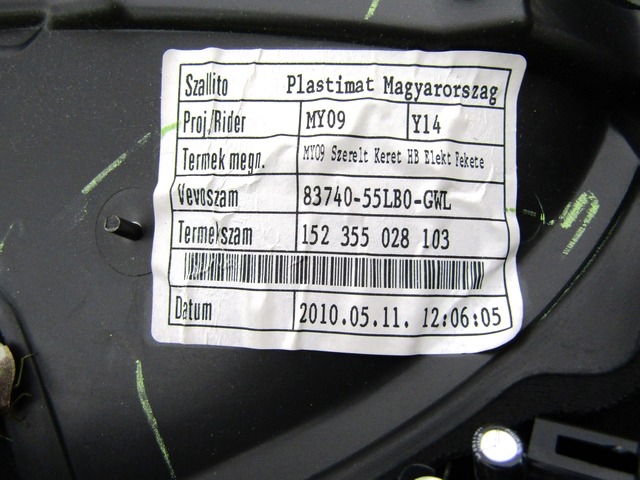 Szallito Plastimat Magyarorszag
Proj/Rider MY09 Y14
Termek megn. MY09 Szerelt Keret HB Elekt Fekete
Vevoszam 83740-55LB0-GWL
Termekszam 152 355 028 103
Datum 2010.05.11. 12:06:05